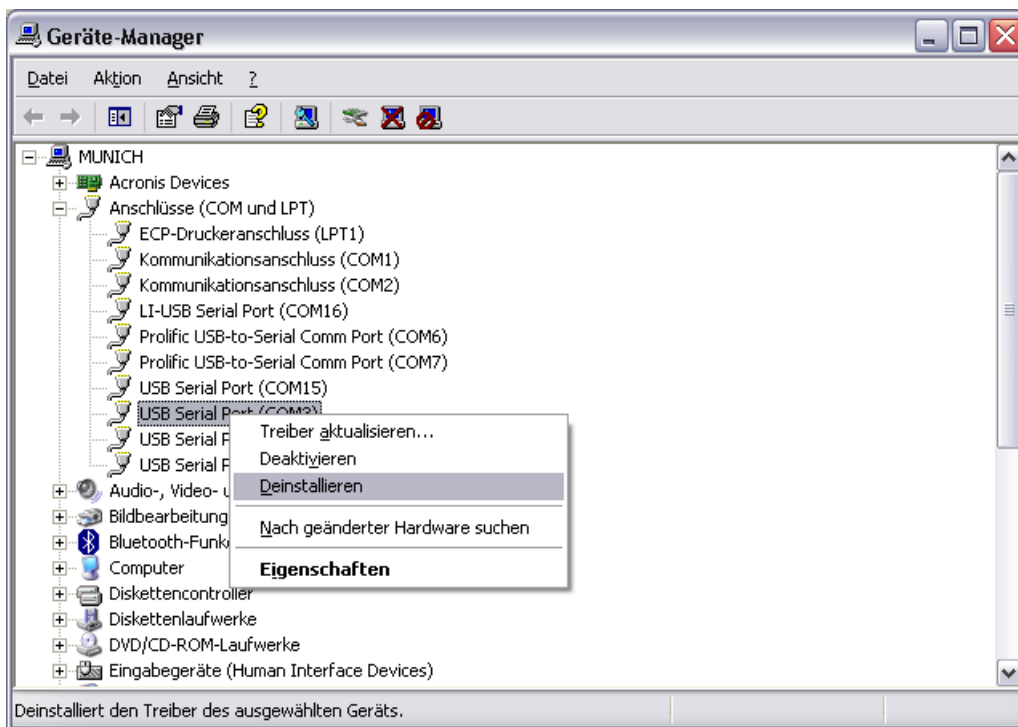 Geräte-Manager
Datei Aktion Ansicht ?
MUNICH
Acronis Devices
Anschlüsse (COM und LPT)
ECP-Druckeranschluss (LPT1)
Kommunikationsanschluss (COM1)
Kommunikationsanschluss (COM2)
LI-USB Serial Port (COM16)
Prolific USB-to-Serial Comm Port (COM6)
Prolific USB-to-Serial Comm Port (COM7)
USB Serial Port (COM15)
USB Serial Port
USB Serial
USB Serial
Treiber aktualisieren...
Deaktivieren
Deinstallieren
Nach geänderter Hardware suchen
Eigenschaften
Audio-, Video-
Bildbearbeitung
Bluetooth-Funk
Computer
Diskettencontroller
Diskettenlaufwerke
DVD/CD-ROM-Laufwerke
Eingabegeräte (Human Interface Devices)
Deinstalliert den Treiber des ausgewählten Geräts.